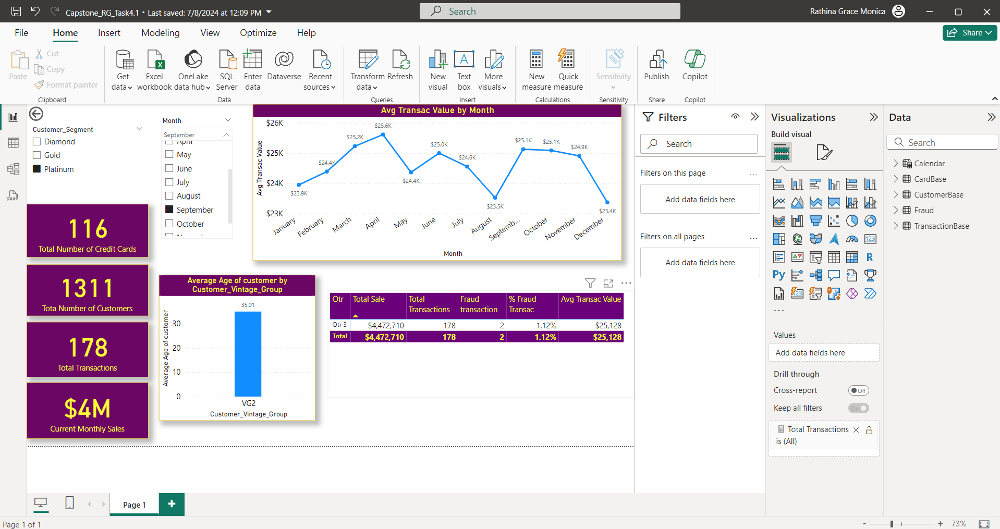 Capstone_RG_Task4.1 • Last saved: 7/8/2024 at 12:09 PM
Search
Rathina Grace Monica
File
Home
Insert
Modeling
View
Optimize
Help
Share
Paste
Cut
Copy
Format painter
Clipboard
Get data
Excel workbook
OneLake data hub
SQL Server
Enter data
Dataverse
Recent sources
Data
Transform data
Refresh
Queries
New visual
Text box
More visuals
Insert
New measure
Quick measure
Calculations
Sensitivity
Sensitivity
Publish
Share
Copilot
Copilot
Customer_Segment
Diamond
Gold
Platinum
Month
September
April
May
June
July
August
September
October
Avg Transac Value by Month
Avg Transac Value
$26K
$25K
$24K
$23K
$23.9K
$24.4K
$25.2K
$25.6K
$24.4K
$25.0K
$24.6K
$23.5K
$25.1K
$25.1K
$24.9K
$23.4K
January
February
March
April
May
June
July
August
Septemb...
October
November
December
Month
116
Total Number of Credit Cards
1311
Tota Number of Customers
178
Total Transactions
$4M
Current Monthly Sales
Average Age of customer by
Customer_Vintage_Group
Average Age of customer
35.01
30
20
10
0
VG2
Customer_Vintage_Group
Qtr Total Sale Total Transactions Fraud transaction % Fraud Transac Avg Transac Value
Qtr 3 $4,472,710 178 2 1.12% $25,128
Total $4,472,710 178 2 1.12% $25,128
Filters
Search
Filters on this page
...
Add data fields here
Filters on all pages
...
Add data fields here
Visualizations
Build visual
123
R
Py
123
...
Values
Add data fields here
Drill through
Cross-report
Off
Keep all filters
On
Total Transactions
is (All)
Data
Search
Calendar
CardBase
CustomerBase
Fraud
TransactionBase
DAX
Page 1
+
Page 1 of 1
- + 73%